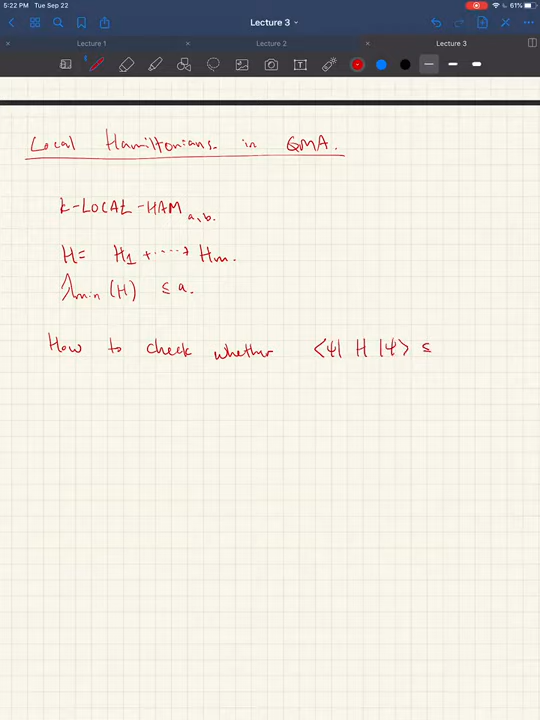 5:22 PM Tue Sep 22
61%
Lecture 3
Lecture 1
Lecture 2
Lecture 3
Local Hamiltonians in QMA.
k-LOCAL-HAM a,b.
H = H1 + ····· + Hm.
λmin (H) ≤ a.
How to check whether ⟨ψ| H |ψ⟩ ≤